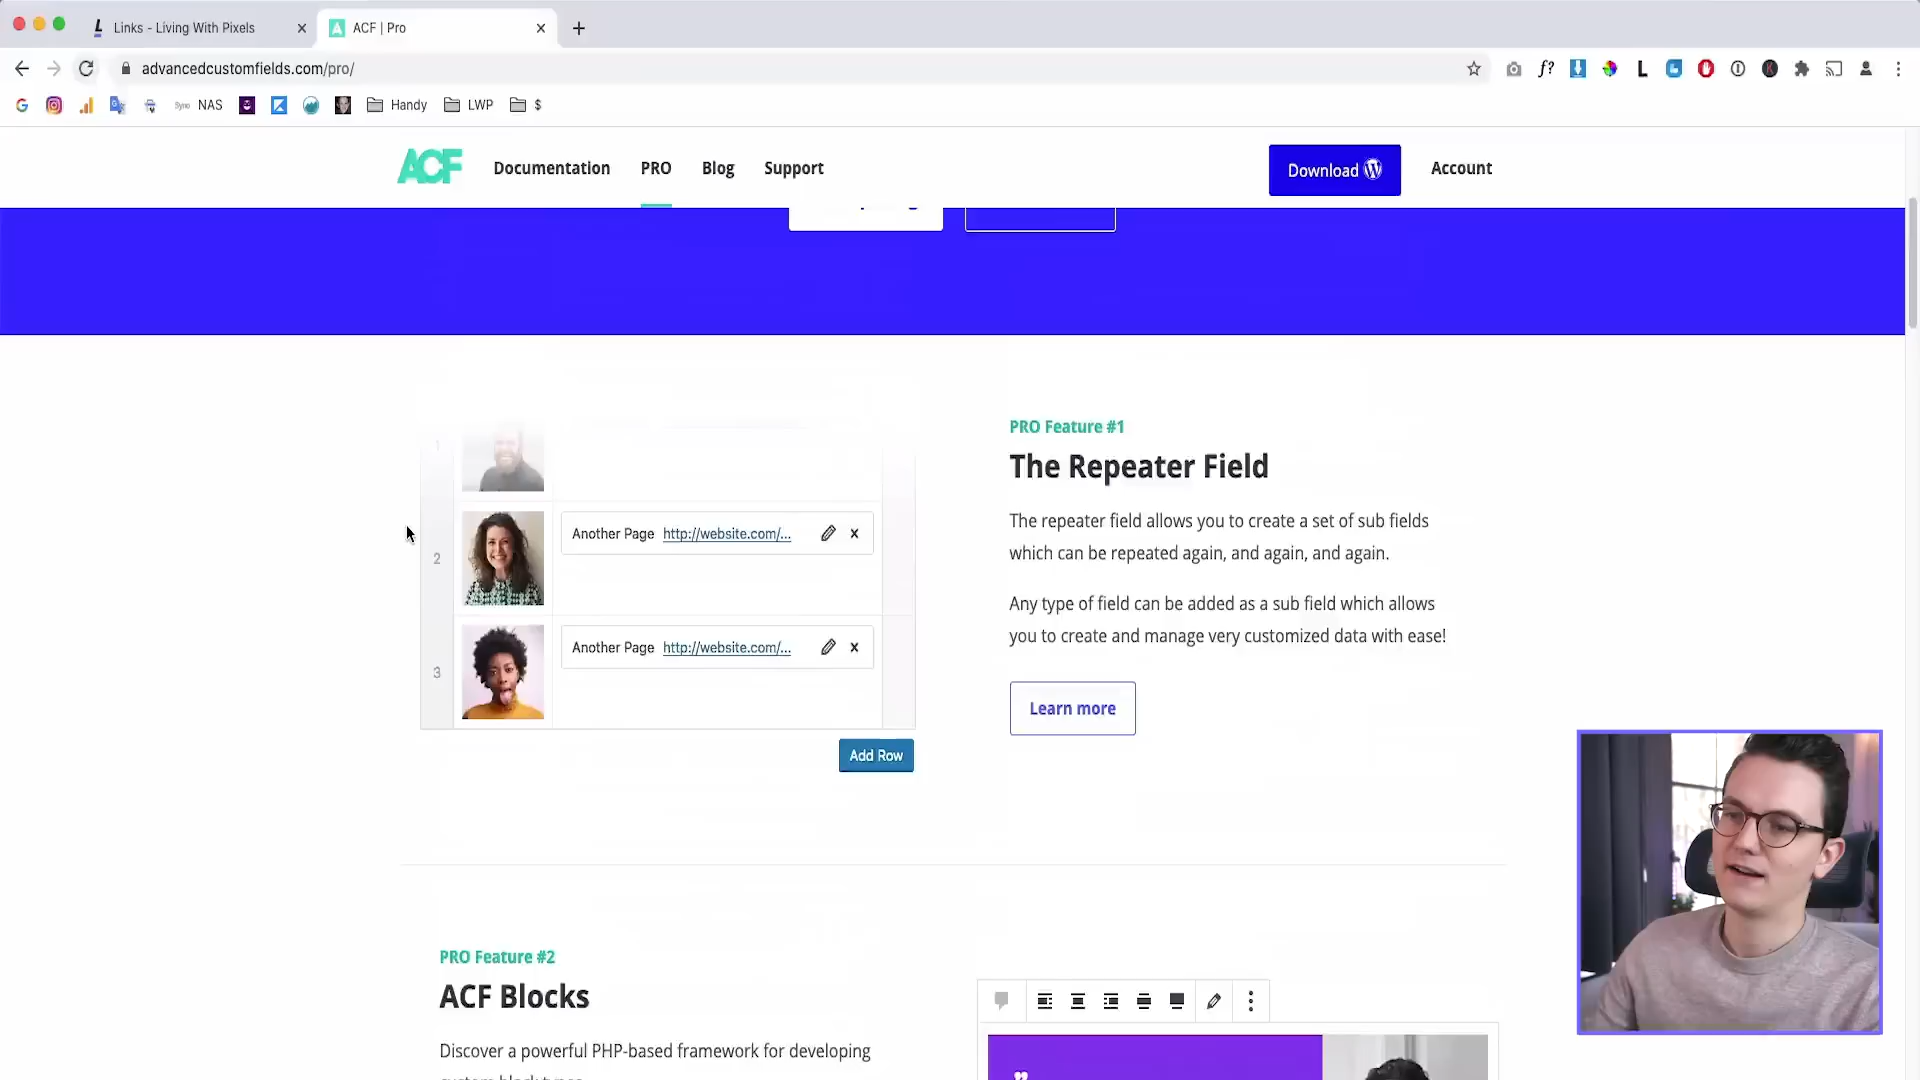 Links - Living With Pixels
ACF | Pro
advancedcustomfields.com/pro/
f?
L
NAS
Handy
LWP
$
ACF
Documentation
PRO
Blog
Support
Download
Account
PRO Feature #1
The Repeater Field
The repeater field allows you to create a set of sub fields
which can be repeated again, and again, and again.
Any type of field can be added as a sub field which allows
you to create and manage very customized data with ease!
Learn more
1
2
Another Page http://website.com/...
3
Another Page http://website.com/...
Add Row
PRO Feature #2
ACF Blocks
Discover a powerful PHP-based framework for developing